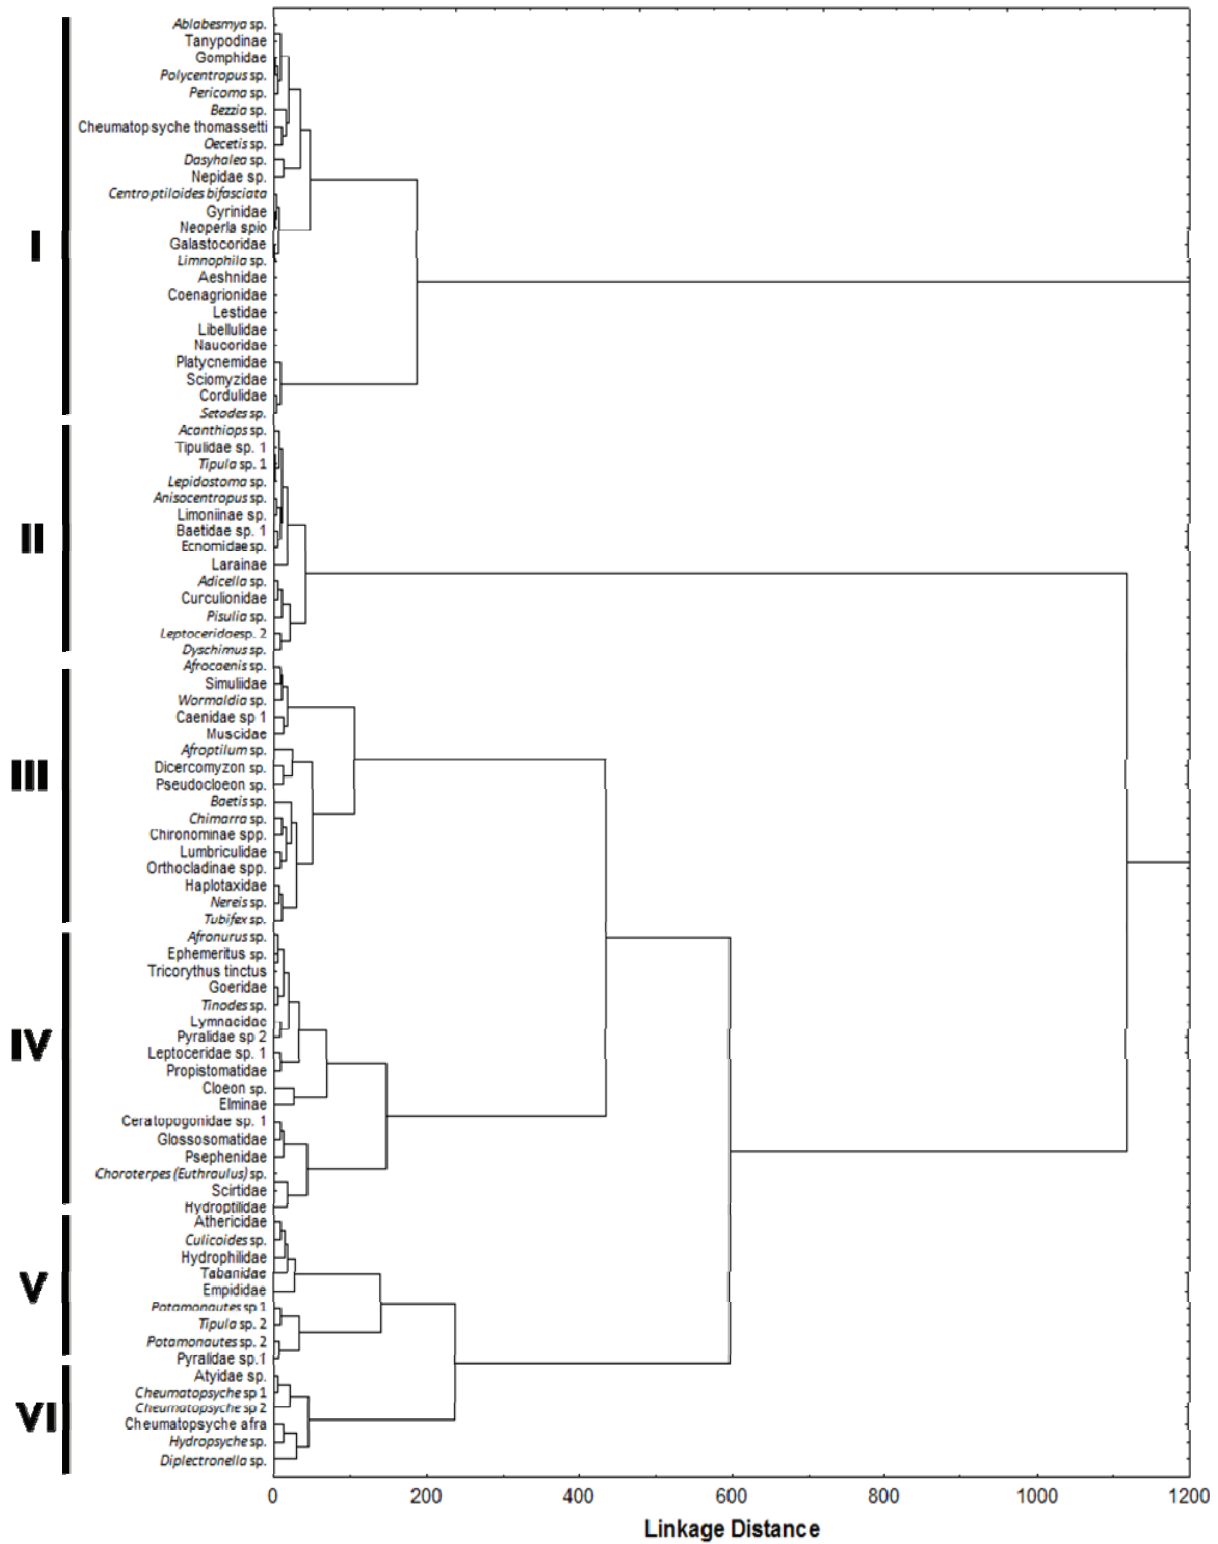 Ablabesmya sp.
Tanypodinae
Gomphidae
Polycentropus sp.
Pericoma sp.
Bezzia sp.
Cheumatopsyche thomassetti
Oecetis sp.
Dasyhalea sp.
Nepidae sp.
Centroptiloides bifasciata
Gyrinidae
Neoperla spio
I
Galastocoridae
Limnophila sp.
Aeshnidae
Coenagrionidae
Lestidae
Libellulidae
Naucoridae
Platycnemidae
Sciomyzidae
Cordulidae
Setodes sp.
Acanthiops sp.
Tipulidae sp. 1
Tipula sp. 1
Lepidostoma sp.
Anisocentropus sp.
Limoniinae sp.
Baetidae sp. 1
II
Ecnomidae sp.
Larainae
Adicella sp.
Curculionidae
Pisulia sp.
Leptoceridae sp. 2
Dyschimus sp.
Afrocaenis sp.
Simuliidae
Wormaldia sp.
Caenidae sp 1
Muscidae
Afroptilum sp.
Dicercomyzon sp.
III
Pseudocloeon sp.
Baetis sp.
Chimarra sp.
Chironominae spp.
Lumbriculidae
Orthocladinae spp.
Haplotaxidae
Nereis sp.
Tubifex sp.
Afronurus sp.
Ephemeritus sp.
Tricorythus tinctus
Goeridae
Tinodes sp.
Lymnacidae
Pyralidae sp 2
IV
Leptoceridae sp. 1
Propistomatidae
Cloeon sp.
Elminae
Ceratopogonidae sp. 1
Glossosomatidae
Psephenidae
Choroterpes (Euthraulus) sp.
Scirtidae
Hydroptilidae
Athericidae
Culicoides sp.
Hydrophilidae
Tabanidae
V
Empididae
Potamonautes sp 1
Tipula sp. 2
Potamonautes sp. 2
Pyralidae sp.1
Atyidae sp.
Cheumatopsyche sp 1
Cheumatopsyche sp 2
VI
Cheumatopsyche afra
Hydropsyche sp.
Diplectronella sp.
0 200 400 600 800 1000 1200
Linkage Distance